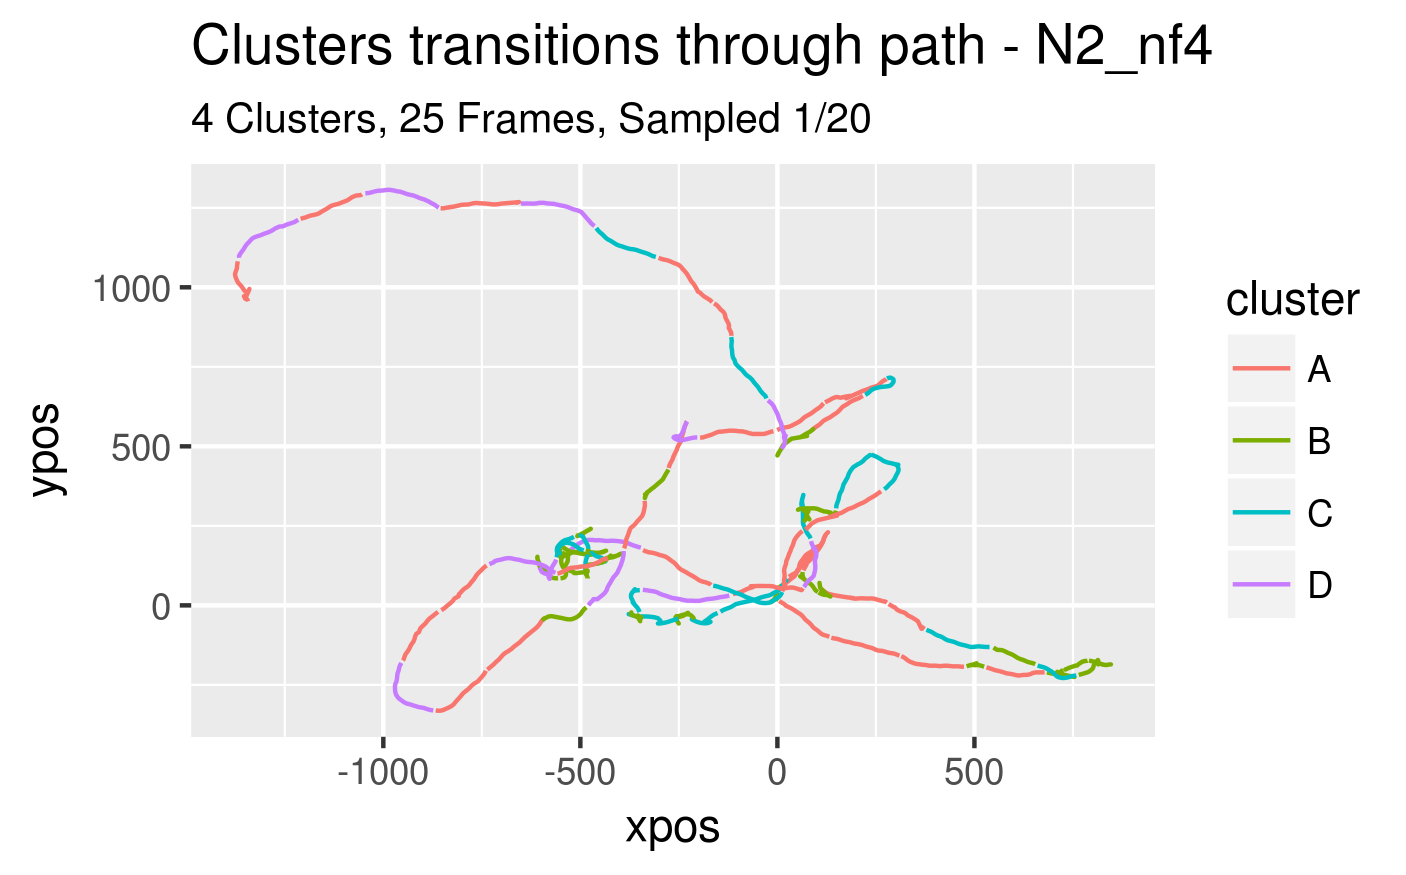 Clusters transitions through path - N2_nf4
4 Clusters, 25 Frames, Sampled 1/20
1000
500
0
ypos
-1000
-500
0
500
xpos
cluster
A
B
C
D